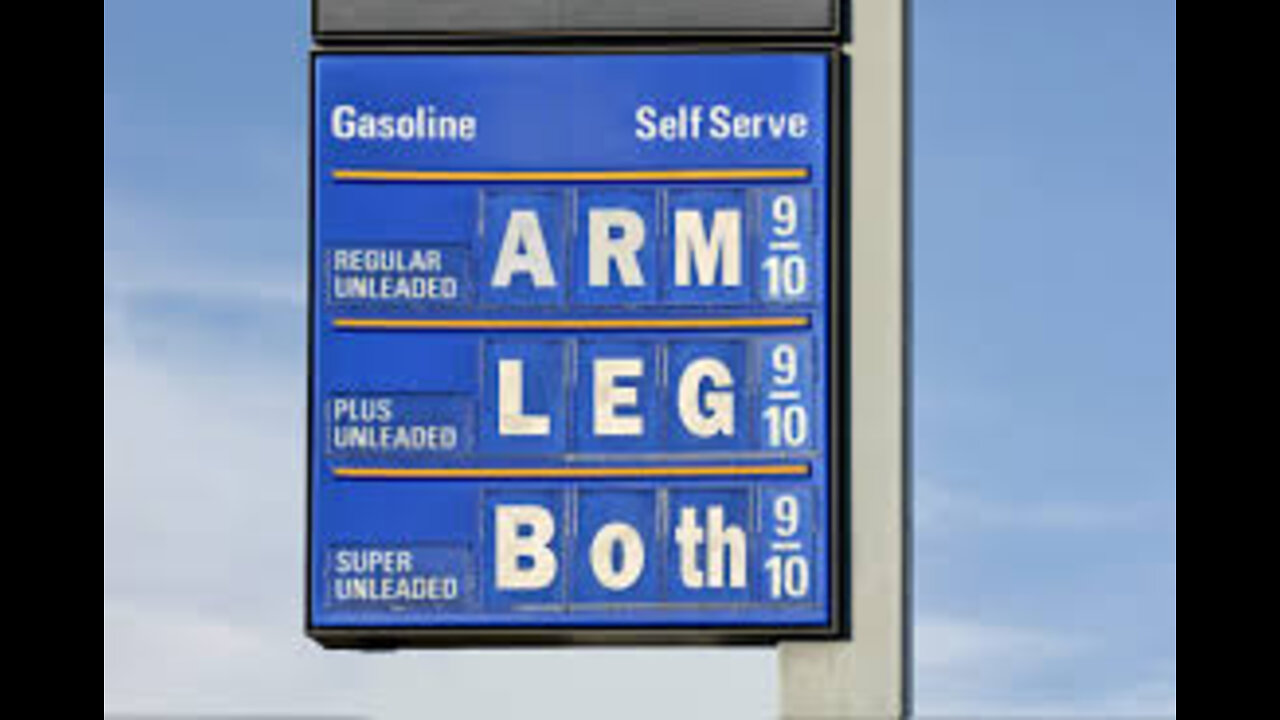 Gasoline Self Serve
REGULAR UNLEADED ARM 9/10
PLUS UNLEADED LEG 9/10
SUPER UNLEADED Both 9/10